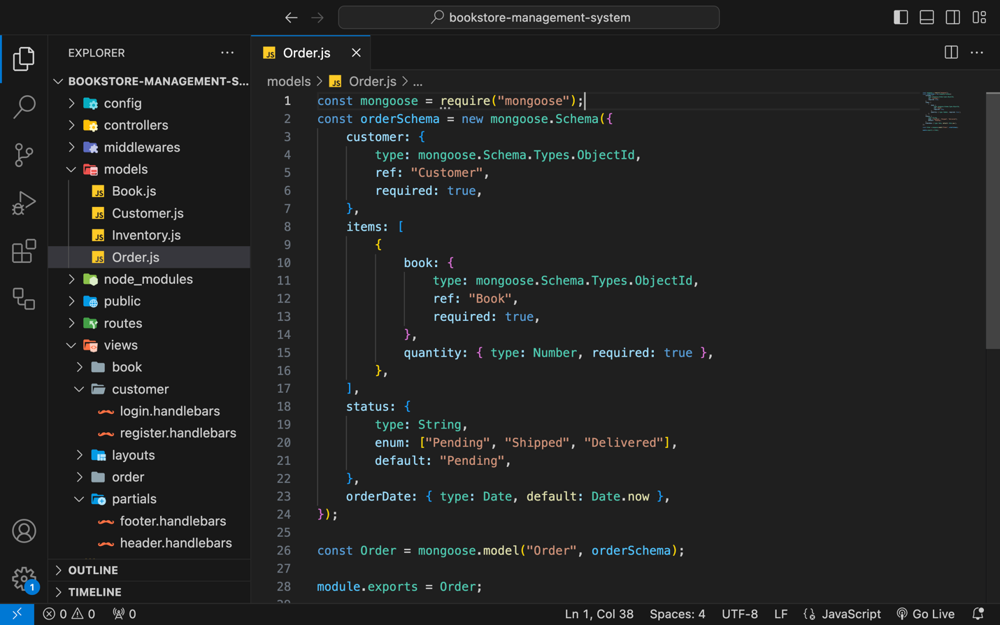 bookstore-management-system
EXPLORER
BOOKSTORE-MANAGEMENT-S...
config
controllers
middlewares
models
JS Book.js
JS Customer.js
JS Inventory.js
JS Order.js
node_modules
public
routes
views
book
customer
login.handlebars
register.handlebars
layouts
order
partials
footer.handlebars
header.handlebars
OUTLINE
TIMELINE
1
JS Order.js
models > JS Order.js > ...
1 const mongoose = require("mongoose");
2 const orderSchema = new mongoose.Schema({
3 customer: {
4 type: mongoose.Schema.Types.ObjectId,
5 ref: "Customer",
6 required: true,
7 },
8 items: [
9 {
10 book: {
11 type: mongoose.Schema.Types.ObjectId,
12 ref: "Book",
13 required: true,
14 },
15 quantity: { type: Number, required: true },
16 },
17 ],
18 status: {
19 type: String,
20 enum: ["Pending", "Shipped", "Delivered"],
21 default: "Pending",
22 },
23 orderDate: { type: Date, default: Date.now },
24 });
25
26 const Order = mongoose.model("Order", orderSchema);
27
28 module.exports = Order;
0 0 0 Ln 1, Col 38 Spaces: 4 UTF-8 LF JavaScript Go Live